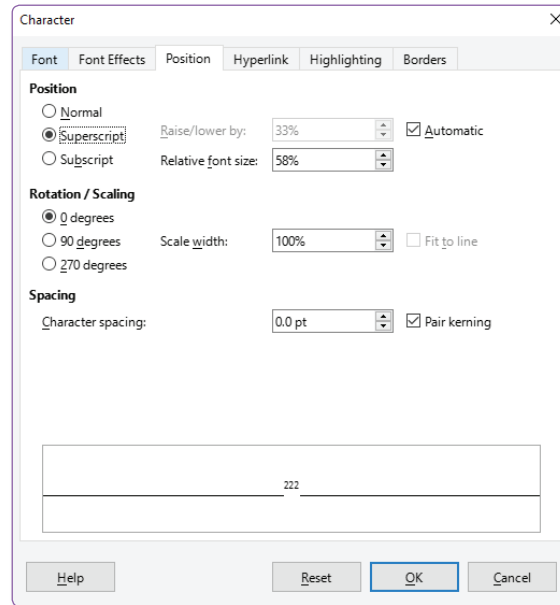 Character
Font Font Effects Position Hyperlink Highlighting Borders
Position
Normal
Superscript Raise/lower by: 33% Automatic
Subscript Relative font size: 58%
Rotation / Scaling
0 degrees
90 degrees Scale width: 100% Fit to line
270 degrees
Spacing
Character spacing: 0.0 pt Pair kerning
222
Help Reset OK Cancel